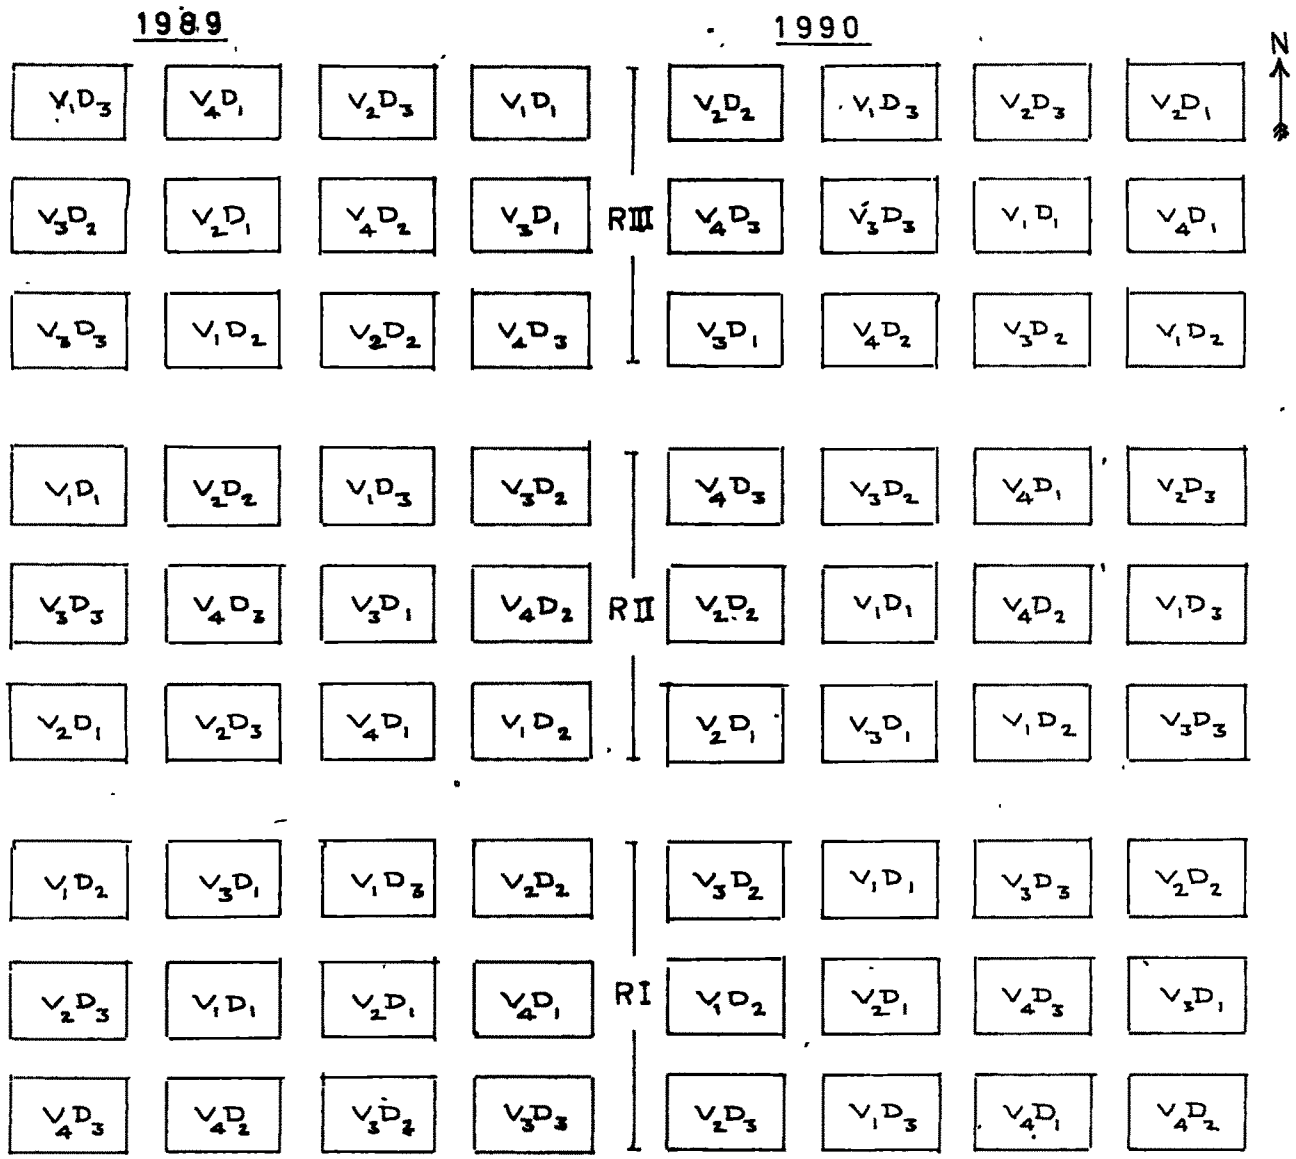 1989 1990
N
V₁D₃ V₄D₁ V₂D₃ V₁D₁ V₂D₂ V₁D₃ V₂D₃ V₂D₁
V₃D₂ V₂D₁ V₄D₂ V₃D₁ RIII V₄D₃ V₃D₃ V₁D₁ V₄D₁
V₃D₃ V₁D₂ V₂D₂ V₄D₃ V₃D₁ V₄D₂ V₃D₂ V₁D₂
V₁D₁ V₂D₂ V₁D₃ V₃D₂ V₄D₃ V₃D₂ V₄D₁ V₂D₃
V₃D₃ V₄D₃ V₃D₁ V₄D₂ RII V₂D₂ V₁D₁ V₄D₂ V₁D₃
V₂D₁ V₂D₃ V₄D₁ V₁D₂ V₂D₁ V₃D₁ V₁D₂ V₃D₃
V₁D₂ V₃D₁ V₁D₃ V₂D₂ V₃D₂ V₁D₁ V₃D₃ V₂D₂
V₂D₃ V₁D₁ V₂D₁ V₄D₁ RI V₁D₂ V₂D₁ V₄D₃ V₃D₁
V₄D₃ V₄D₂ V₃D₂ V₃D₃ V₂D₃ V₁D₃ V₄D₁ V₄D₂